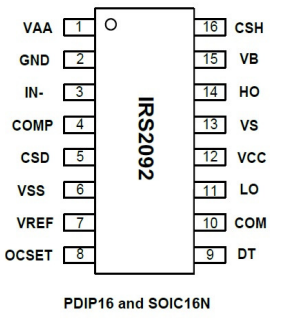 VAA 1 16 CSH
GND 2 15 VB
IN- 3 14 HO
COMP 4 13 VS
CSD 5 12 VCC
VSS 6 11 LO
VREF 7 10 COM
OCSET 8 9 DT
IRS2092
PDIP16 and SOIC16N